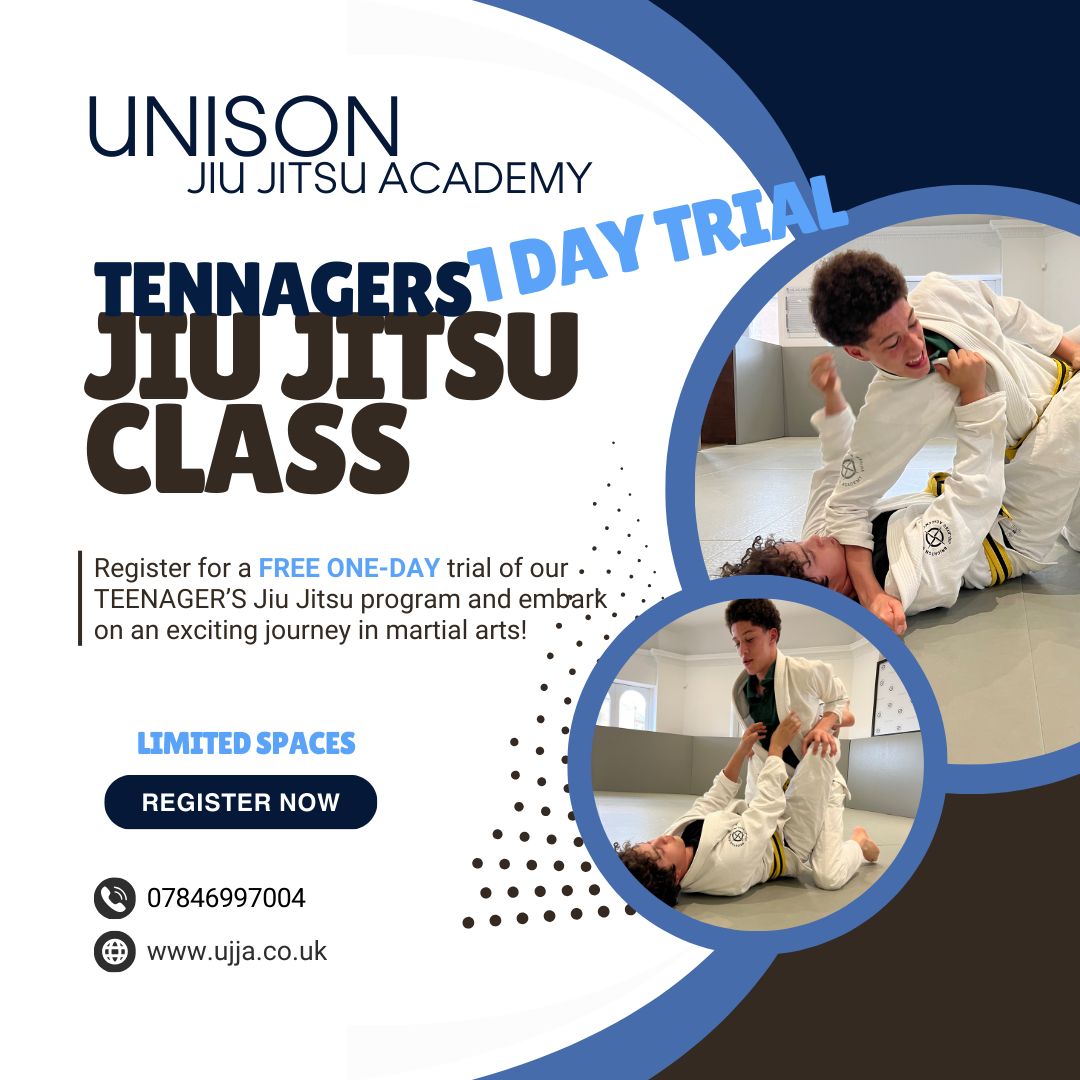 UNISON
JIU JITSU ACADEMY
1 DAY TRIAL
TENNAGERS
JIU JITSU
CLASS
Register for a FREE ONE-DAY trial of our
TEENAGER'S Jiu Jitsu program and embark
on an exciting journey in martial arts!
LIMITED SPACES
REGISTER NOW
07846997004
www.ujja.co.uk